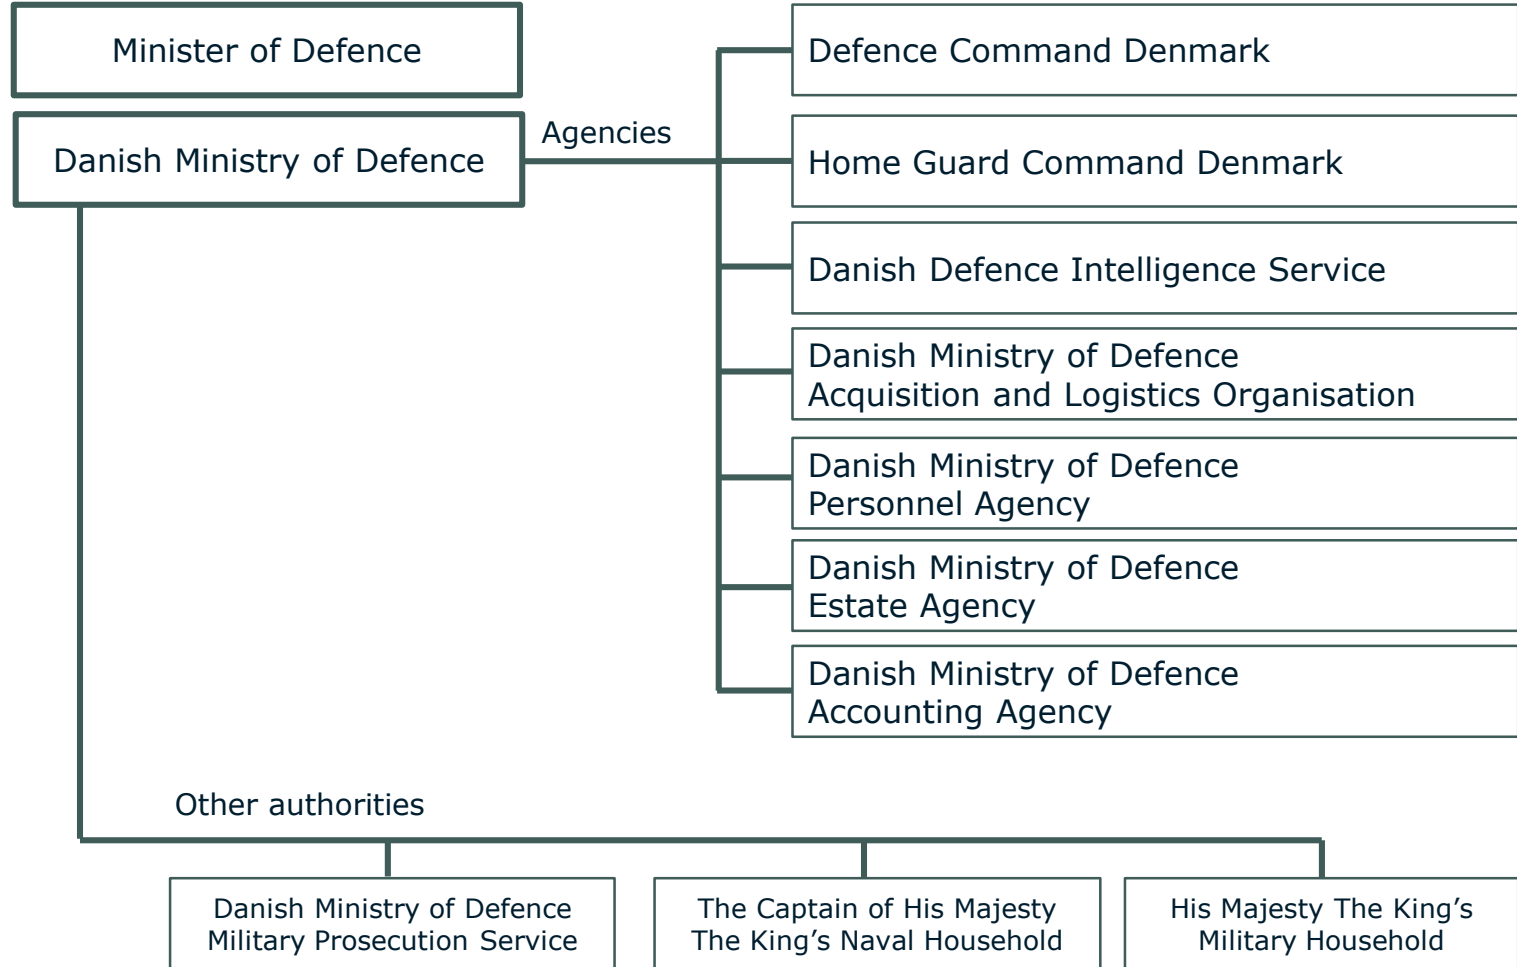 Minister of Defence
Danish Ministry of Defence
Agencies
Defence Command Denmark
Home Guard Command Denmark
Danish Defence Intelligence Service
Danish Ministry of Defence
Acquisition and Logistics Organisation
Danish Ministry of Defence
Personnel Agency
Danish Ministry of Defence
Estate Agency
Danish Ministry of Defence
Accounting Agency
Other authorities
Danish Ministry of Defence
Military Prosecution Service
The Captain of His Majesty
The King’s Naval Household
His Majesty The King’s
Military Household